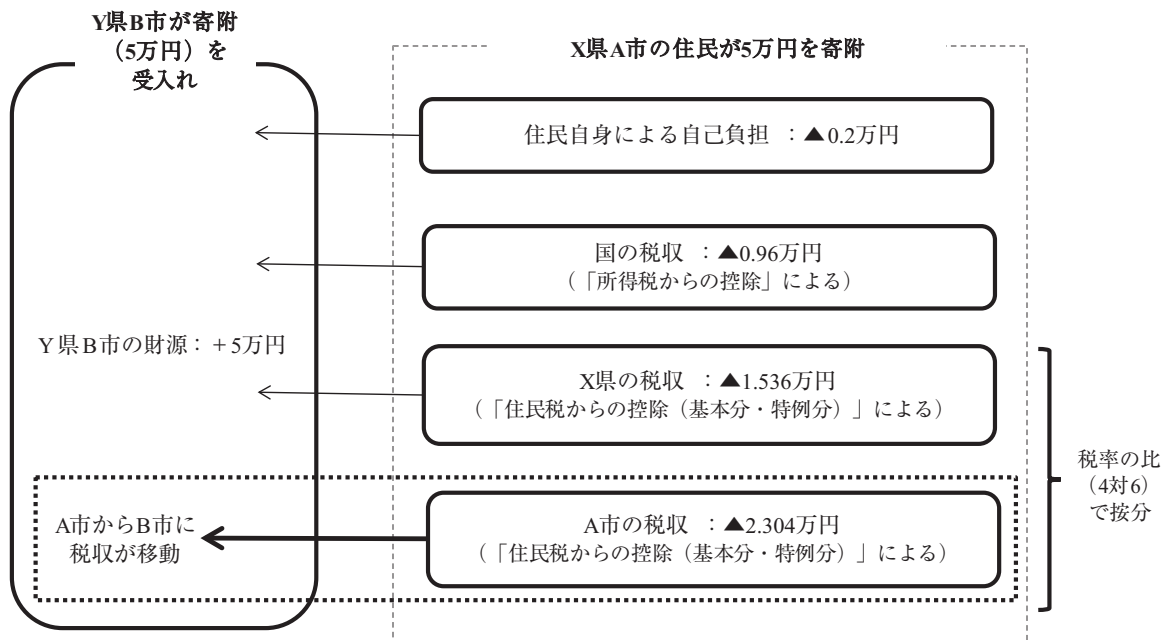 Y県B市が寄附
（5万円）を
受入れ
X県A市の住民が5万円を寄附
住民自身による自己負担 ：▲0.2万円
国の税収 ：▲0.96万円
（「所得税からの控除」による）
Y県B市の財源：＋5万円
X県の税収 ：▲1.536万円
（「住民税からの控除（基本分・特例分）」による）
税率の比
（4対6）
で按分
A市からB市に
税収が移動
A市の税収 ：▲2.304万円
（「住民税からの控除（基本分・特例分）」による）